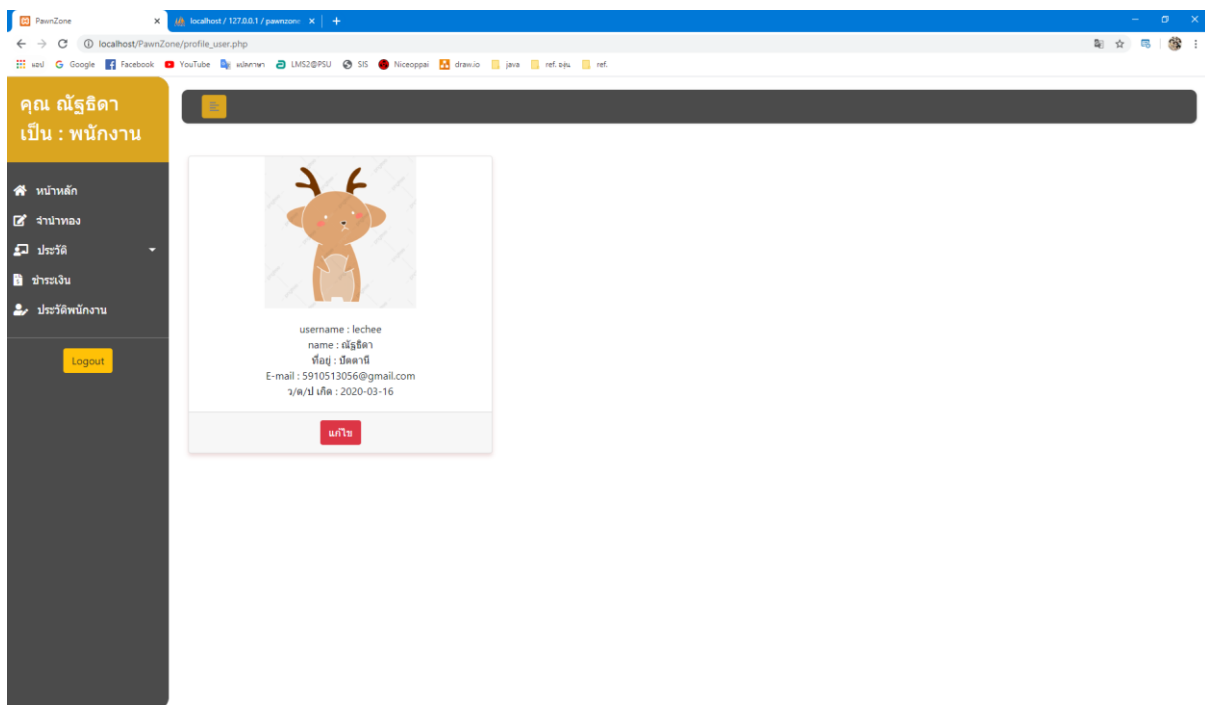 PawnZone
localhost / 127.0.0.1 / pawnzone
localhost/PawnZone/profile_user.php
แอป Google Facebook YouTube แปลภาษา LMS2@PSU SIS Niceoppai draw.io java ref. ref.
คุณ ณัฐธิดา
เป็น : พนักงาน
หน้าหลัก
จำนำทอง
ประวัติ
ชำระเงิน
ประวัติพนักงาน
Logout
username : lechee
name : ณัฐธิดา
ที่อยู่ : ปัตตานี
E-mail : 5910513056@gmail.com
ว/ด/ป เกิด : 2020-03-16
แก้ไข